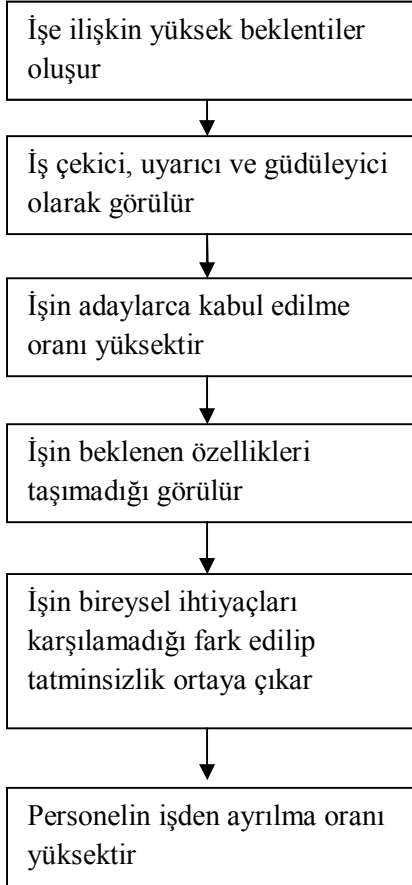 İşe ilişkin yüksek beklentiler
oluşur
İş çekici, uyarıcı ve güdüleyici
olarak görülür
İşin adaylarca kabul edilme
oranı yüksektir
İşin beklenen özellikleri
taşımadığı görülür
İşin bireysel ihtiyaçları
karşılamadığı fark edilip
tatminsizlik ortaya çıkar
Personelin işden ayrılma oranı
yüksektir